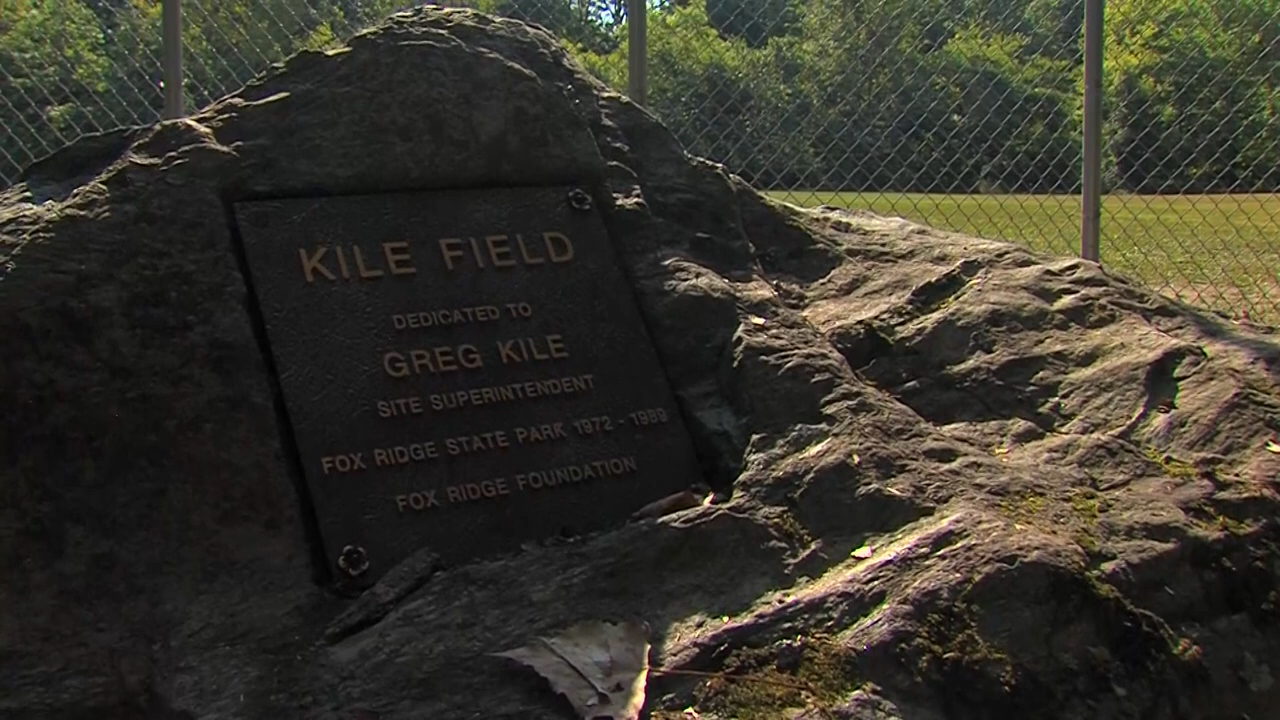 KILE FIELD
DEDICATED TO
GREG KILE
SITE SUPERINTENDENT
FOX RIDGE STATE PARK 1972 - 1989
FOX RIDGE FOUNDATION